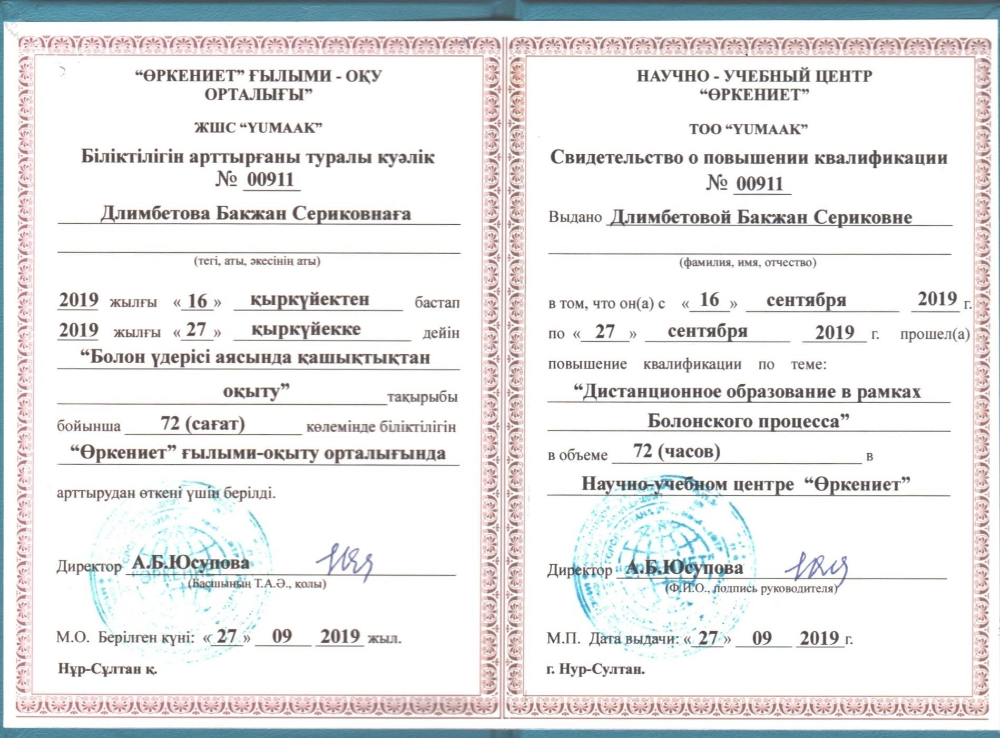 “ӨРКЕНИЕТ” ҒЫЛЫМИ - ОҚУ
ОРТАЛЫҒЫ”
ЖШС “YUMAAK”
Біліктілігін арттырғаны туралы куәлік
№ 00911
Длимбетова Бакжан Сериковнаға
(тегі, аты, әкесінің аты)
2019 жылғы « 16 » қыркүйектен бастап
2019 жылғы « 27 » қыркүйекке дейін
“Болон үдерісі аясында қашықтықтан
оқыту” тақырыбы
бойынша 72 (сағат) көлемінде біліктілігін
“Өркениет” ғылыми-оқыту орталығында
арттырудан өткені үшін берілді.
Директор А.Б.Юсупова
(Басшының Т.А.Ә., қолы)
“ӨРКЕНИЕТ”
М.О. Берілген күні: « 27 » 09 2019 жыл.
Нұр-Сұлтан қ.
НАУЧНО - УЧЕБНЫЙ ЦЕНТР
“ӨРКЕНИЕТ”
ТОО “YUMAAK”
Свидетельство о повышении квалификации
№ 00911
Выдано Длимбетовой Бакжан Сериковне
(фамилия, имя, отчество)
в том, что он(а) с « 16 » сентября 2019 г.
по « 27 » сентября 2019 г. прошел(а)
повышение квалификации по теме:
“Дистанционное образование в рамках
Болонского процесса”
в объеме 72 (часов) в
Научно-учебном центре “Өркениет”
Директор А.Б.Юсупова
“ӨРКЕНИЕТ”
(Ф.И.О., подпись руководителя)
М.П. Дата выдачи: « 27 » 09 2019 г.
г. Нур-Султан.